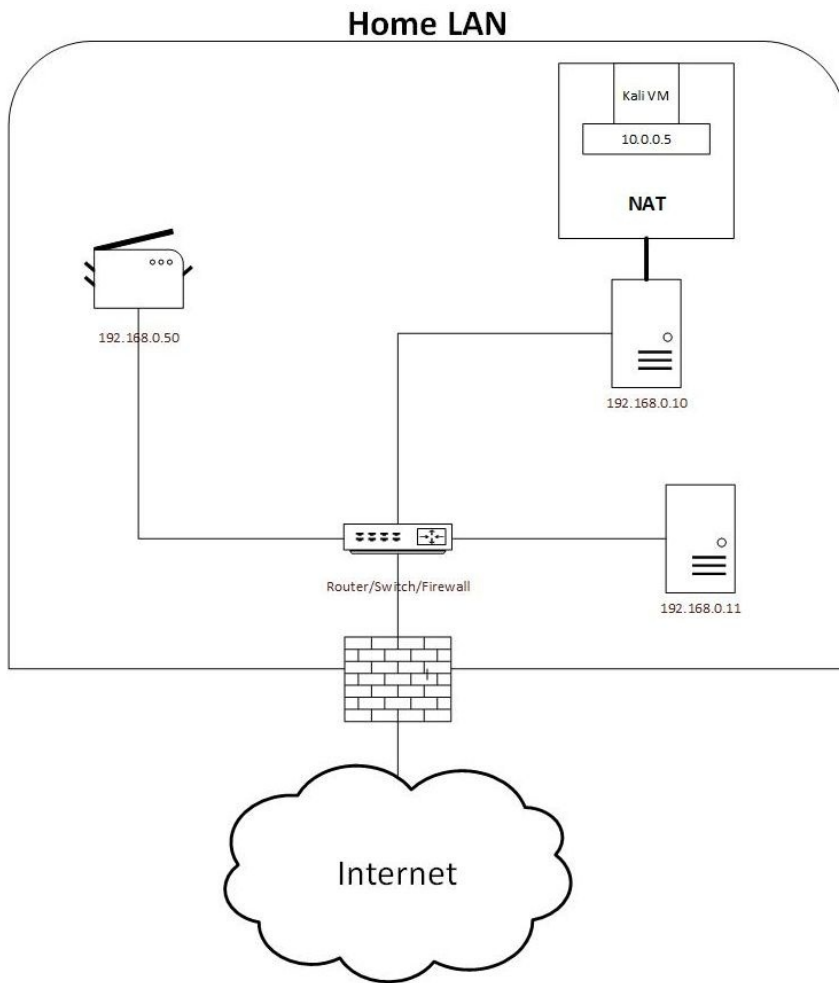 Home LAN
Kali VM
10.0.0.5
NAT
192.168.0.50
192.168.0.10
Router/Switch/Firewall
192.168.0.11
Internet